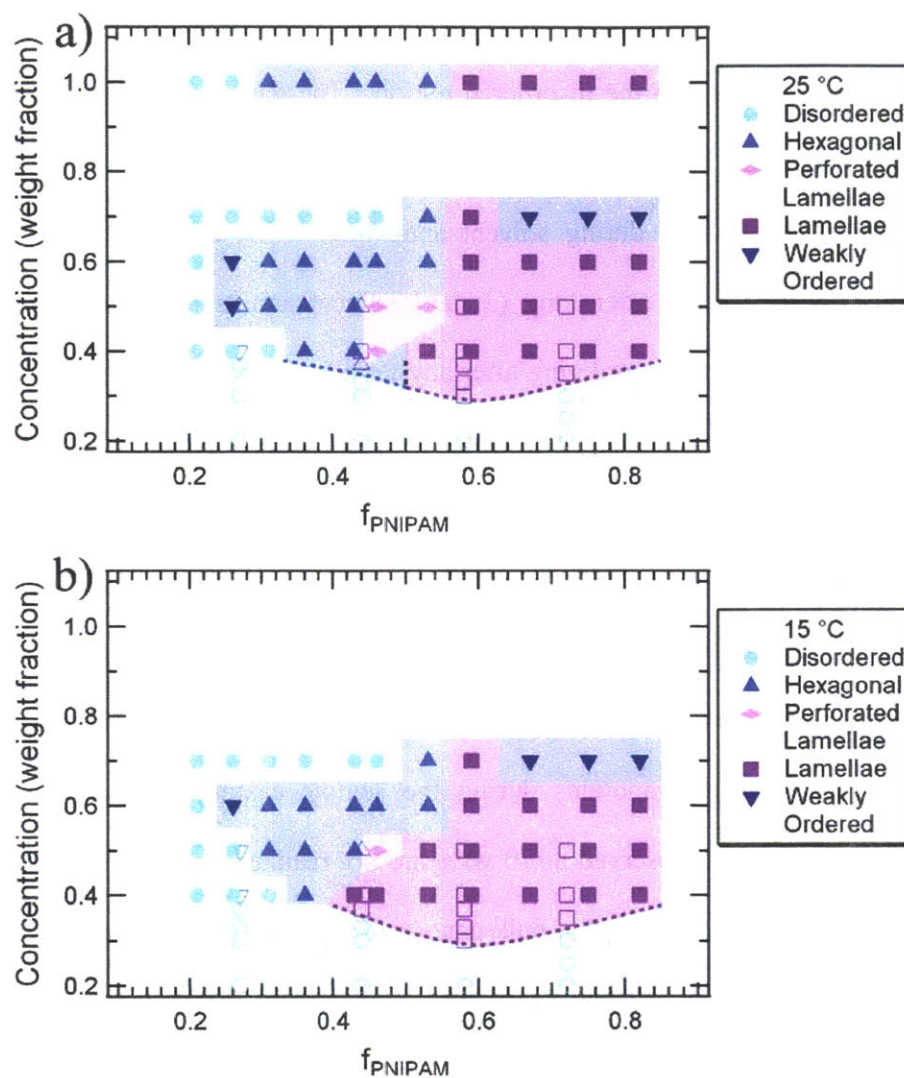 a)
Concentration (weight fraction)
1.0
0.8
0.6
0.4
0.2
0.2
0.4
0.6
0.8
fPNIPAM
25 °C
Disordered
Hexagonal
Perforated
Lamellae
Lamellae
Weakly
Ordered
b)
Concentration (weight fraction)
1.0
0.8
0.6
0.4
0.2
0.2
0.4
0.6
0.8
fPNIPAM
15 °C
Disordered
Hexagonal
Perforated
Lamellae
Lamellae
Weakly
Ordered